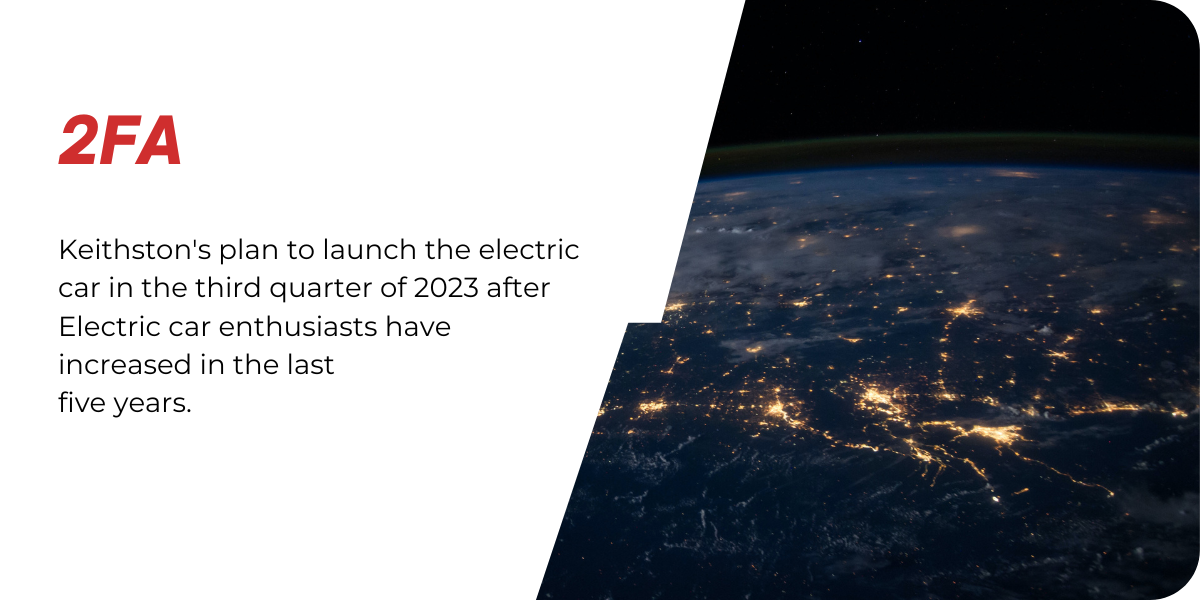 2FA
Keithston's plan to launch the electric
car in the third quarter of 2023 after
Electric car enthusiasts have
increased in the last
five years.